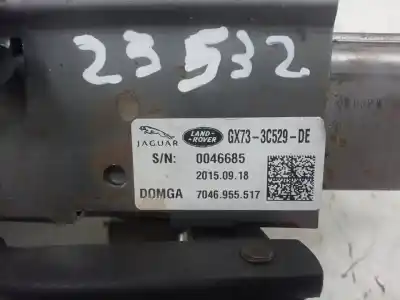 23532
JAGUAR
LAND-
ROVER
GX73-3C529-DE
S/N: 0046685
2015.09.18
DOMGA 7046.955.517